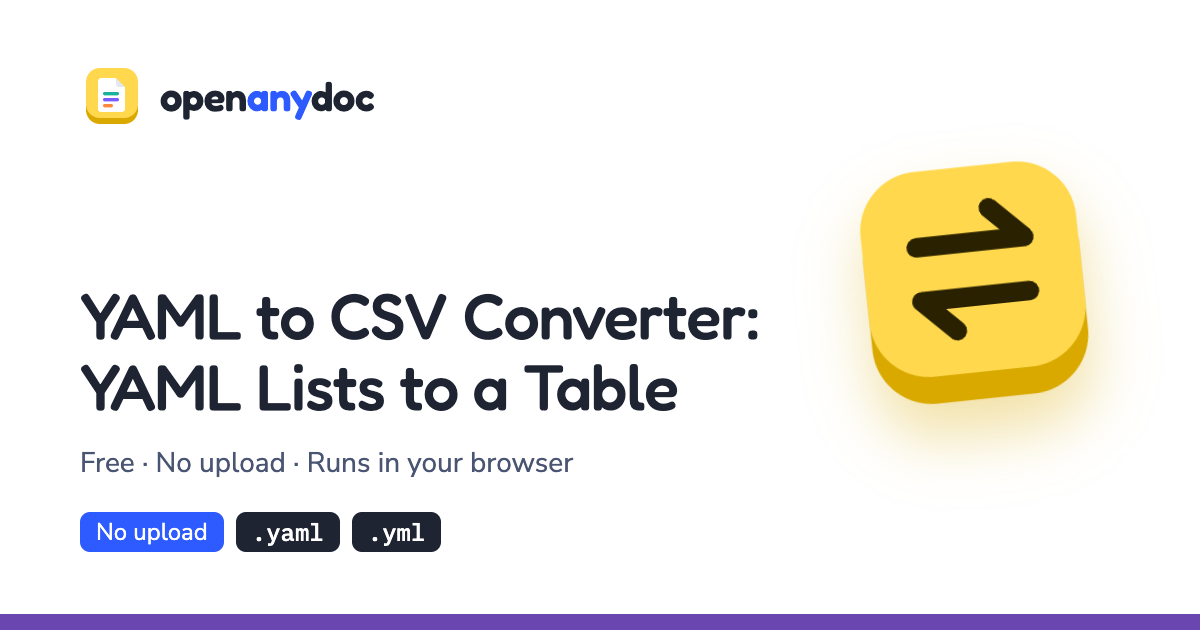 openanydoc
YAML to CSV Converter:
YAML Lists to a Table
Free · No upload · Runs in your browser
No upload .yaml .yml